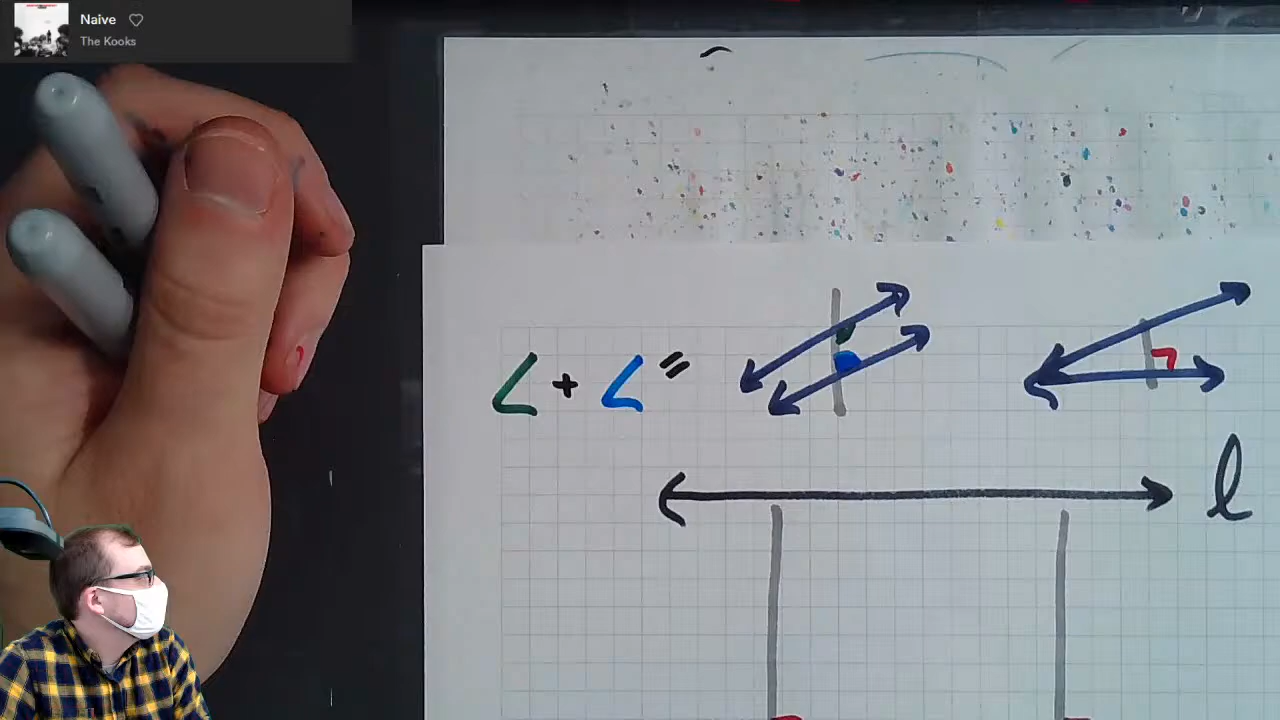 Naive
The Kooks
∠ + ∠ =
l